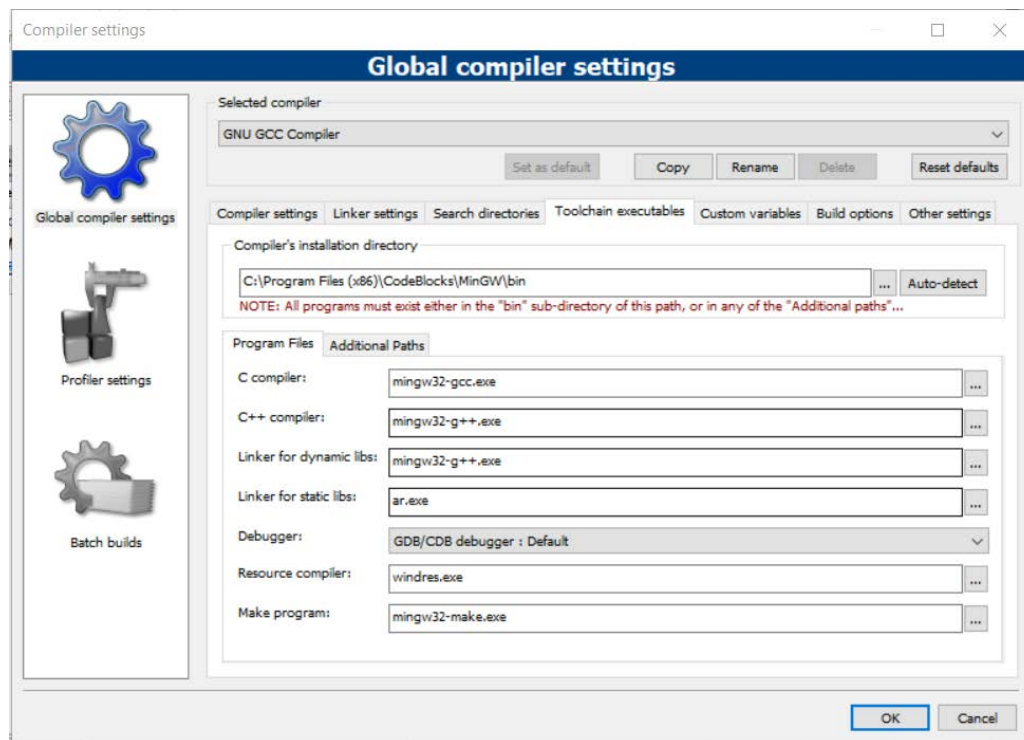 Compiler settings
Global compiler settings
Global compiler settings
Profiler settings
Batch builds
Selected compiler
GNU GCC Compiler
Set as default Copy Rename Delete Reset defaults
Compiler settings Linker settings Search directories Toolchain executables Custom variables Build options Other settings
Compiler's installation directory
C:\Program Files (x86)\CodeBlocks\MinGW\bin ... Auto-detect
NOTE: All programs must exist either in the "bin" sub-directory of this path, or in any of the "Additional paths"...
Program Files Additional Paths
C compiler: mingw32-gcc.exe ...
C++ compiler: mingw32-g++.exe ...
Linker for dynamic libs: mingw32-g++.exe ...
Linker for static libs: ar.exe ...
Debugger: GDB/CDB debugger : Default
Resource compiler: windres.exe ...
Make program: mingw32-make.exe ...
OK Cancel